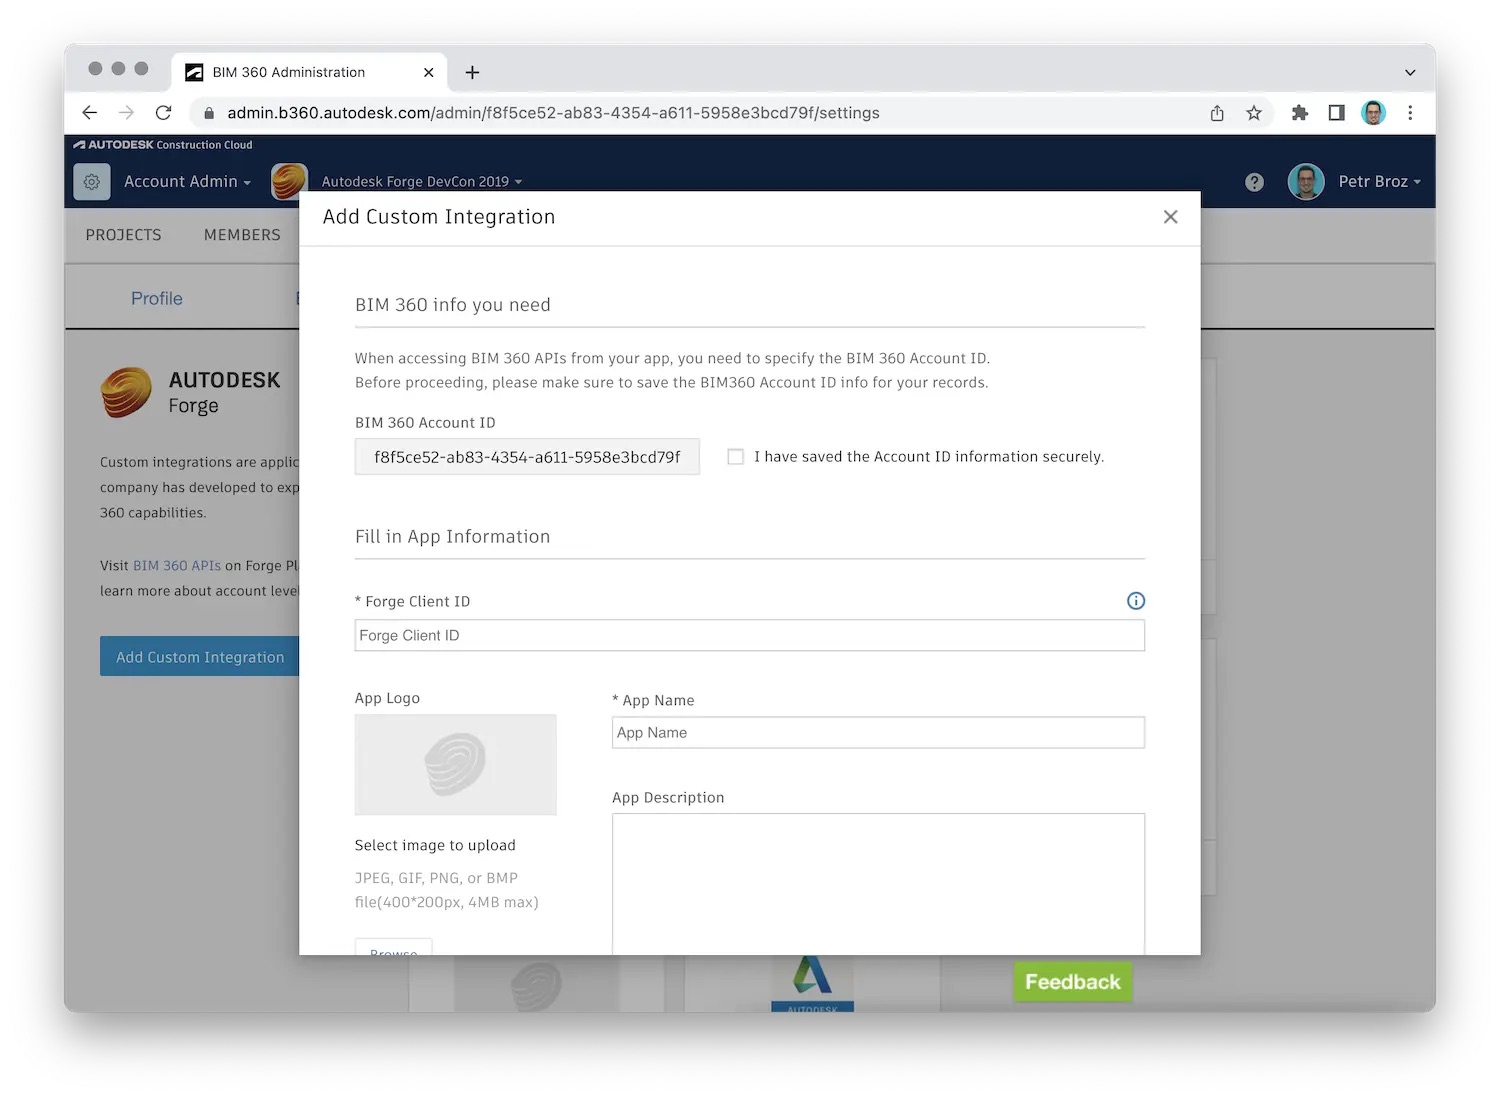 BIM 360 Administration
admin.b360.autodesk.com/admin/f8f5ce52-ab83-4354-a611-5958e3bcd79f/settings
AUTODESK Construction Cloud
Account Admin
Autodesk Forge DevCon 2019
Petr Broz
PROJECTS
MEMBERS
Add Custom Integration
Profile
AUTODESK
Forge
Custom integrations are applic
company has developed to exp
360 capabilities.
Visit BIM 360 APIs on Forge Pl
learn more about account level
Add Custom Integration
BIM 360 info you need
When accessing BIM 360 APIs from your app, you need to specify the BIM 360 Account ID.
Before proceeding, please make sure to save the BIM360 Account ID info for your records.
BIM 360 Account ID
f8f5ce52-ab83-4354-a611-5958e3bcd79f
I have saved the Account ID information securely.
Fill in App Information
* Forge Client ID
Forge Client ID
App Logo
* App Name
App Name
App Description
Select image to upload
JPEG, GIF, PNG, or BMP
file(400*200px, 4MB max)
Browse
Feedback
AUTODESK